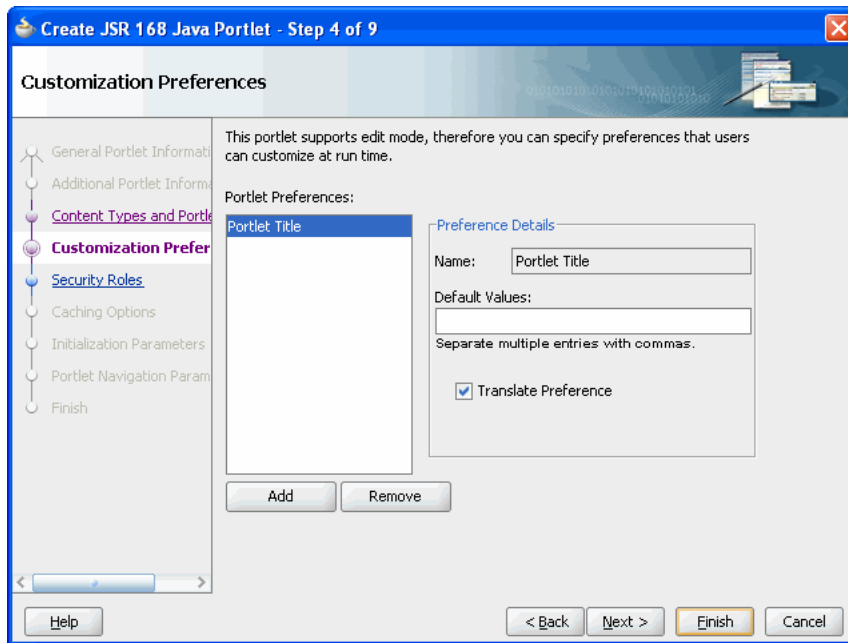 Create JSR 168 Java Portlet - Step 4 of 9
Customization Preferences
General Portlet Informati
Additional Portlet Informa
Content Types and Portle
Customization Prefer
Security Roles
Caching Options
Initialization Parameters
Portlet Navigation Param
Finish
This portlet supports edit mode, therefore you can specify preferences that users
can customize at run time.
Portlet Preferences:
Portlet Title
Preference Details
Name: Portlet Title
Default Values:
Separate multiple entries with commas.
Translate Preference
Add Remove
Help < Back Next > Finish Cancel